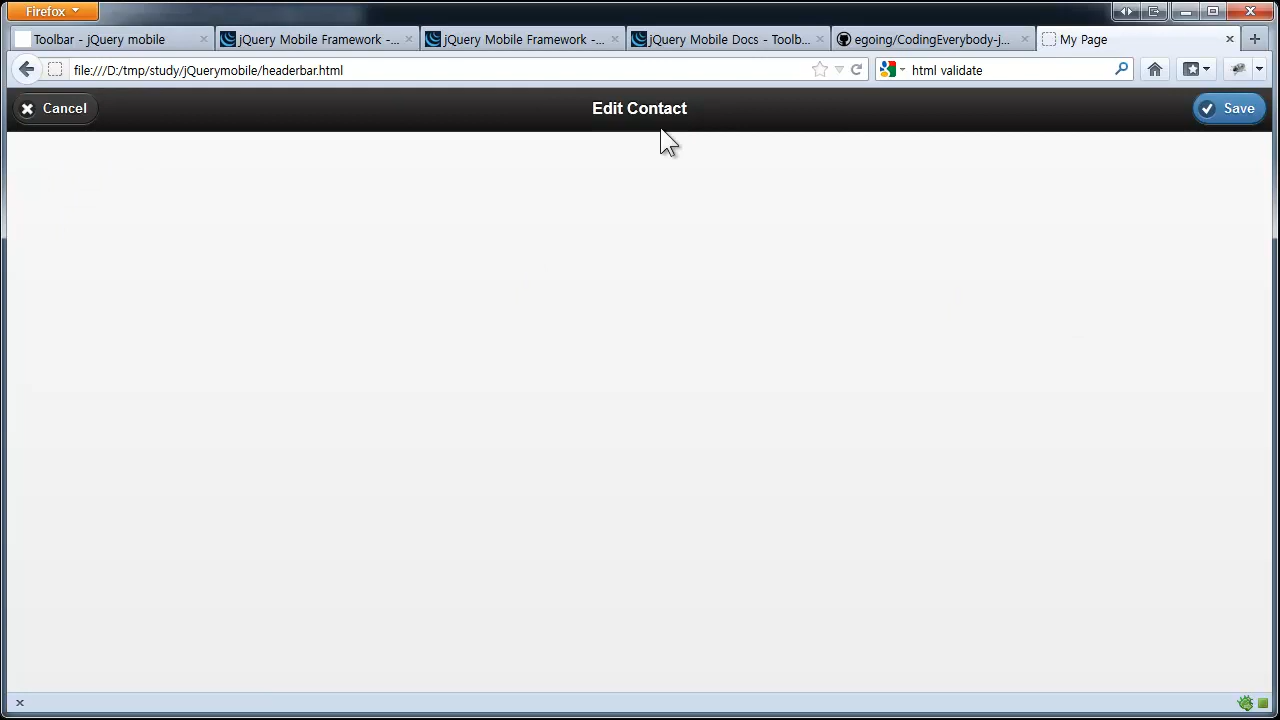 Firefox
Toolbar - jQuery mobile
jQuery Mobile Framework -...
jQuery Mobile Framework -...
jQuery Mobile Docs - Toolb...
egoing/CodingEverybody-j...
My Page
file:///D:/tmp/study/jQuerymobile/headerbar.html
html validate
Cancel
Edit Contact
Save